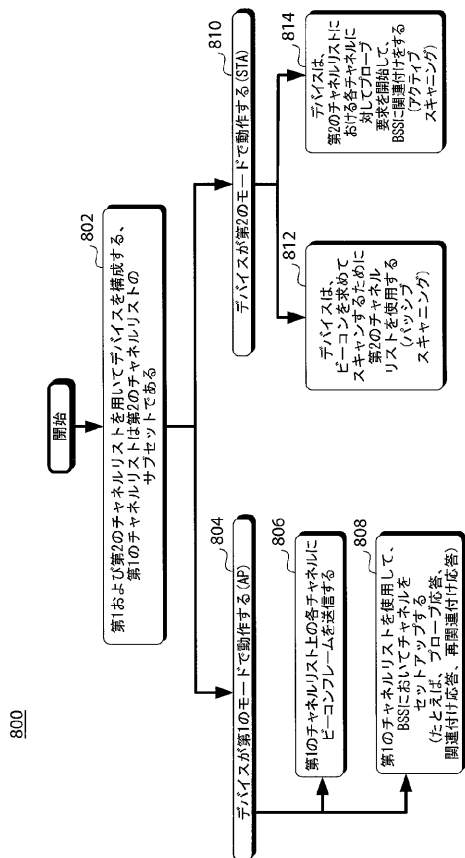 800
開始
802
第1および第2のチャネルリストを用いてデバイスを構成する、
第1のチャネルリストは第2のチャネルリストの
サブセットである
804
デバイスが第1のモードで動作する(AP)
806
第1のチャネルリスト上の各チャネルに
ビーコンフレームを送信する
808
第1のチャネルリストを使用して、
BSSにおいてチャネルを
セットアップする
(たとえば、プローブ応答、
関連付け応答、再関連付け応答)
810
デバイスが第2のモードで動作する(STA)
812
デバイスは、
ビーコンを求めて
スキャンするために
第2のチャネル
リストを使用する
(パッシブ
スキャニング)
814
デバイスは、
第2のチャネルリストに
おける各チャネルに
対してプローブ
要求を開始して、
BSSに関連付けをする
(アクティブ
スキャニング)